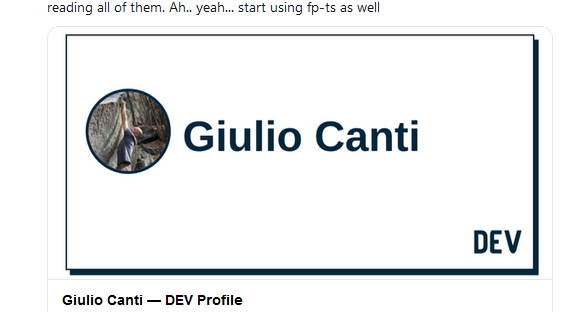 reading all of them. Ah.. yeah... start using fp-ts as well
Giulio Canti
DEV
Giulio Canti — DEV Profile